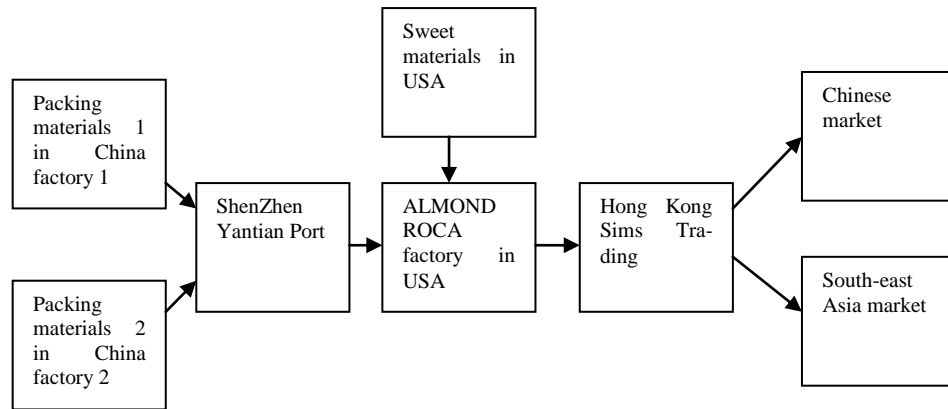 Sweet
materials in
USA
Packing
materials 1
in China
factory 1
Chinese
market
ShenZhen
Yantian Port
ALMOND
ROCA
factory in
USA
Hong Kong
Sims Tra-
ding
Packing
materials 2
in China
factory 2
South-east
Asia market